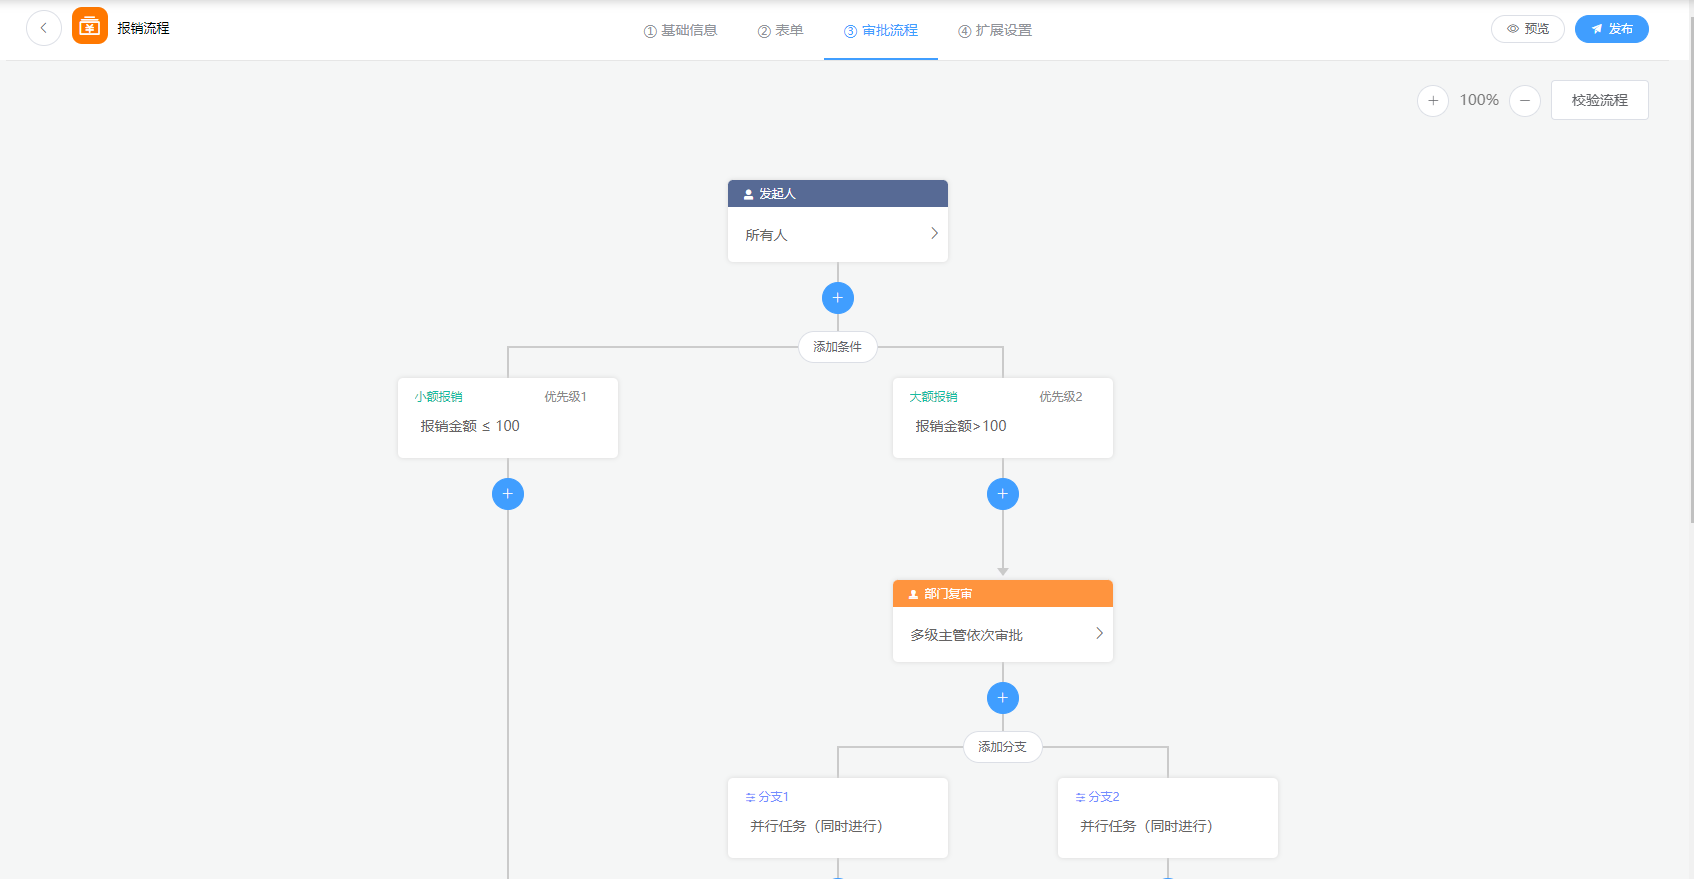 报销流程
① 基础信息
② 表单
③ 审批流程
④ 扩展设置
预览
发布
100%
校验流程
发起人
所有人
添加条件
小额报销 优先级1
报销金额 ≤ 100
大额报销 优先级2
报销金额>100
部门复审
多级主管依次审批
添加分支
分支1
并行任务（同时进行）
分支2
并行任务（同时进行）